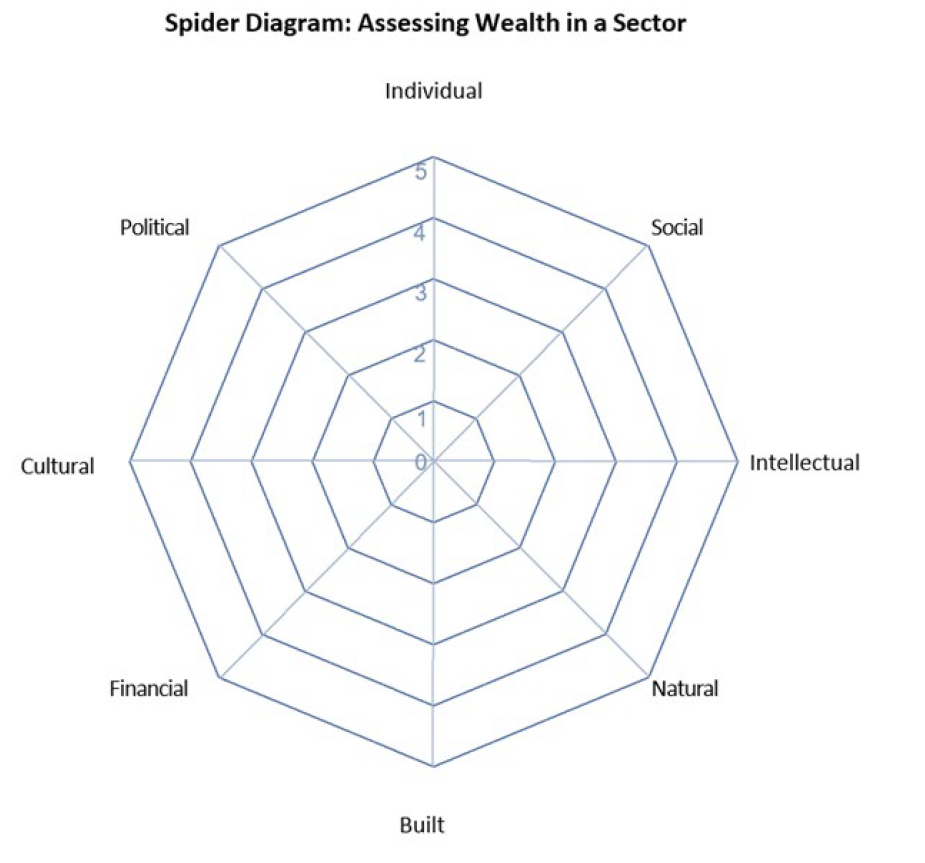 Spider Diagram: Assessing Wealth in a Sector
Individual
5
Political
Social
4
3
2
1
0
Cultural
Intellectual
Financial
Natural
Built